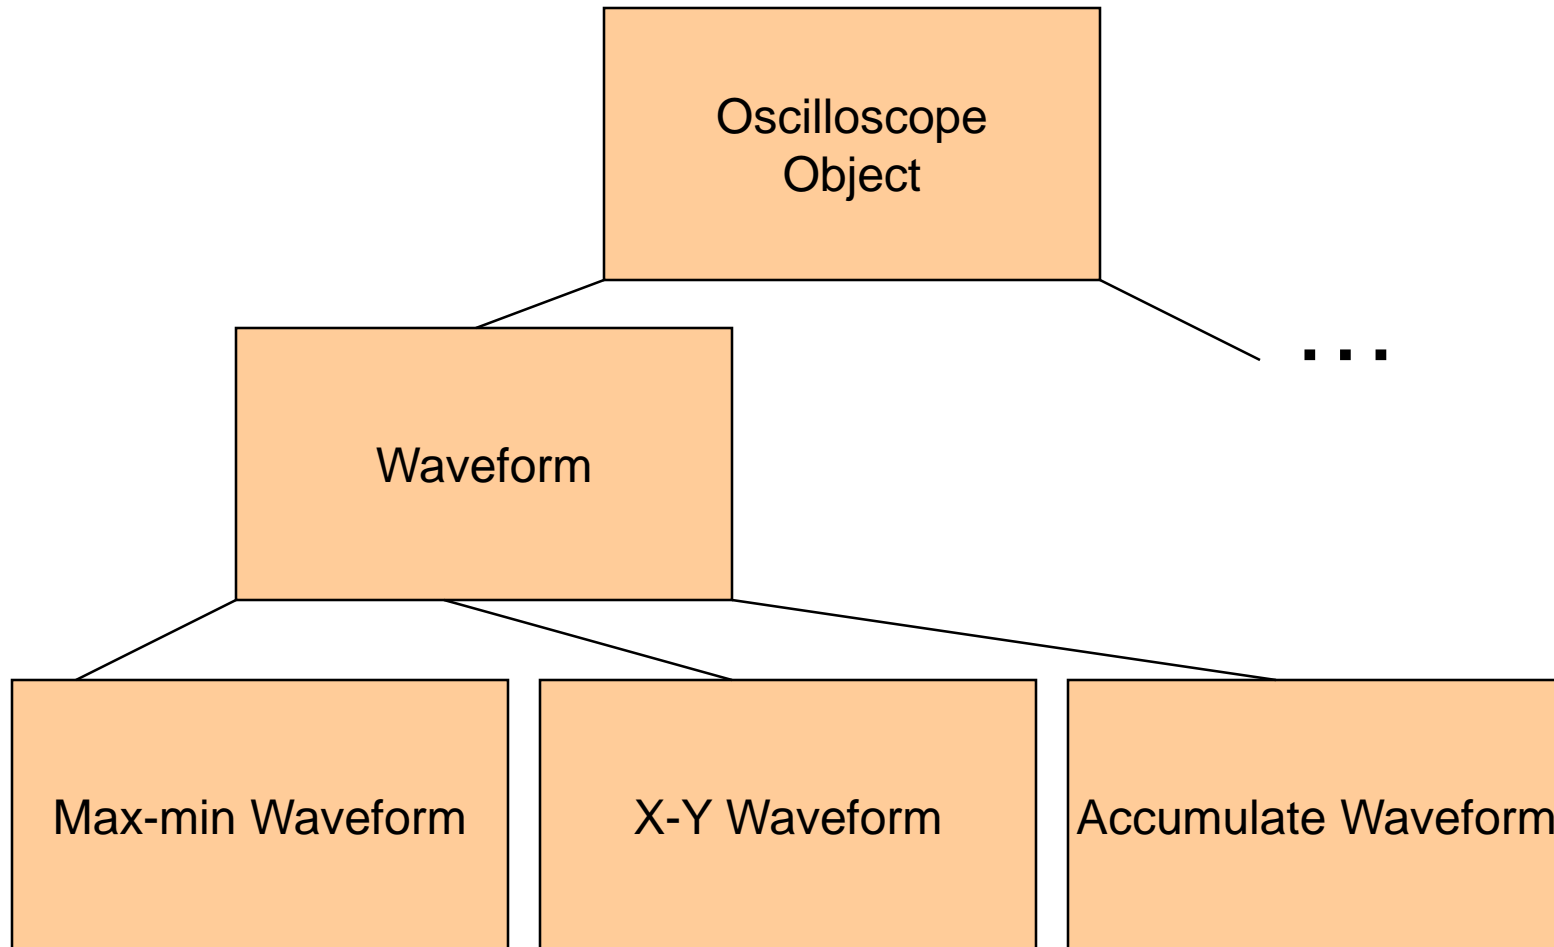 Oscilloscope
Object
...
Waveform
Max-min Waveform
X-Y Waveform
Accumulate Waveform